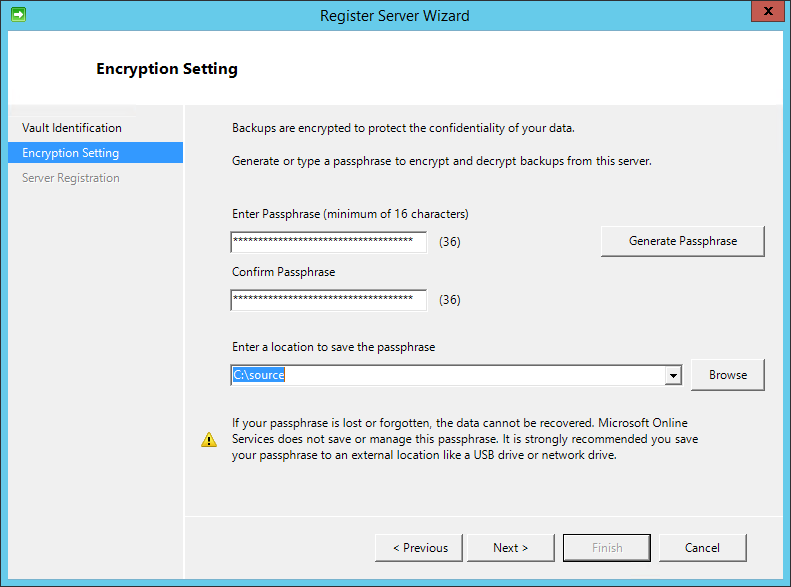 Register Server Wizard
x
Encryption Setting
Vault Identification
Encryption Setting
Server Registration
Backups are encrypted to protect the confidentiality of your data.
Generate or type a passphrase to encrypt and decrypt backups from this server.
Enter Passphrase (minimum of 16 characters)
************************************ (36)
Generate Passphrase
Confirm Passphrase
************************************ (36)
Enter a location to save the passphrase
C:\source
Browse
If your passphrase is lost or forgotten, the data cannot be recovered. Microsoft Online
Services does not save or manage this passphrase. It is strongly recommended you save
your passphrase to an external location like a USB drive or network drive.
< Previous
Next >
Finish
Cancel